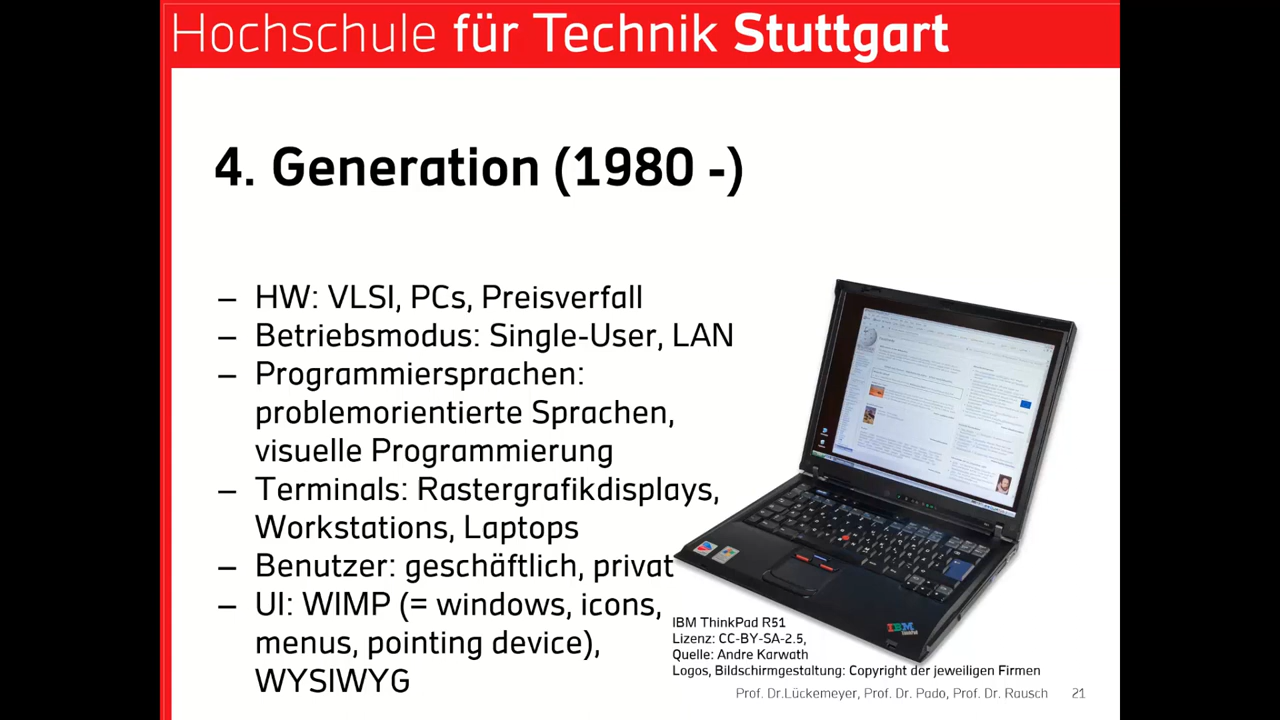 Hochschule für Technik Stuttgart
4. Generation (1980 -)
– HW: VLSI, PCs, Preisverfall
– Betriebsmodus: Single-User, LAN
– Programmiersprachen:
problemorientierte Sprachen,
visuelle Programmierung
– Terminals: Rastergrafikdisplays,
Workstations, Laptops
– Benutzer: geschäftlich, privat
– UI: WIMP (= windows, icons,
menus, pointing device),
WYSIWYG
IBM
IBM ThinkPad R51
Lizenz: CC-BY-SA-2.5,
Quelle: Andre Karwath
Logos, Bildschirmgestaltung: Copyright der jeweiligen Firmen
Prof. Dr.Lückemeyer, Prof. Dr. Pado, Prof. Dr. Rausch 21